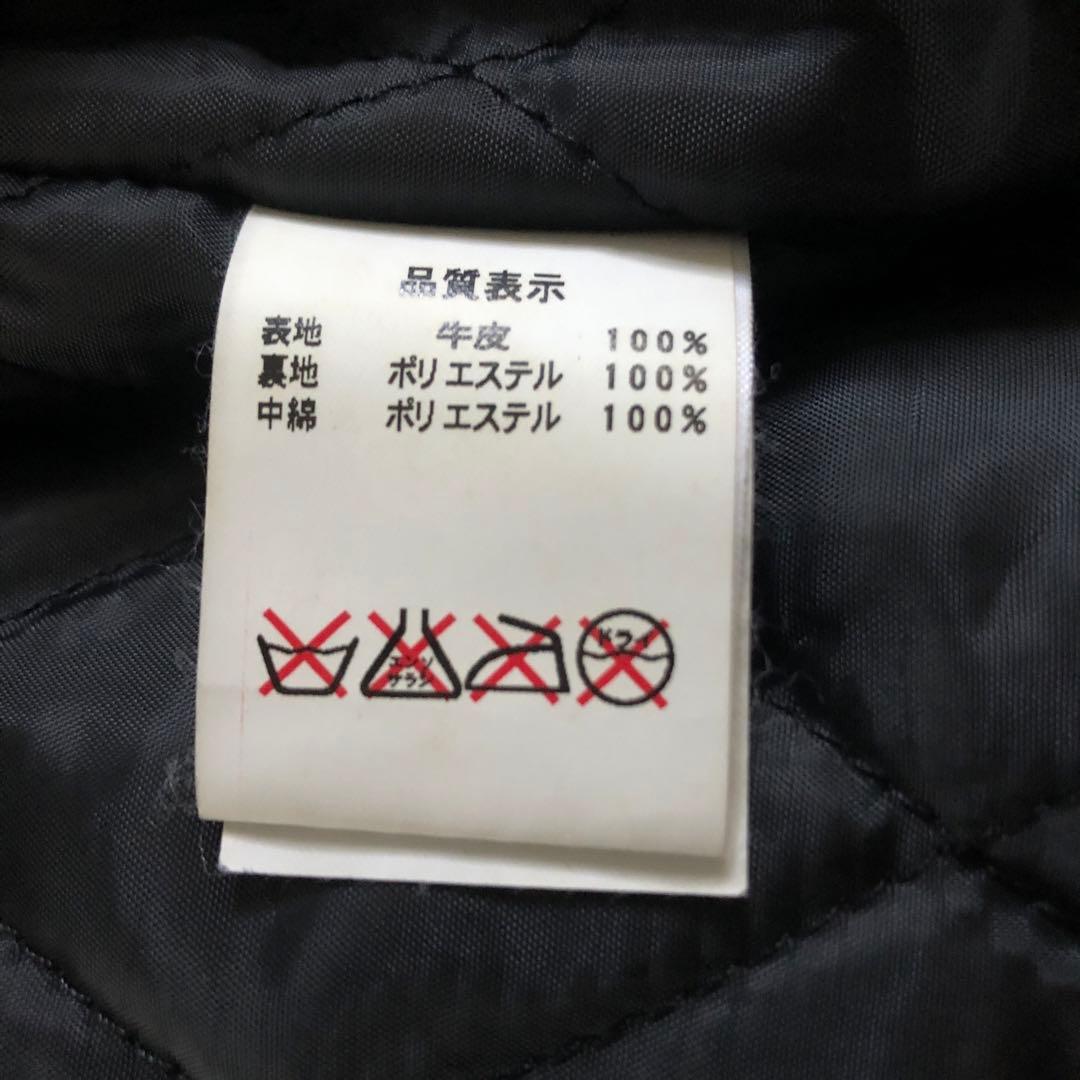 品質表示
表地 牛皮 100%
裏地 ポリエステル 100%
中綿 ポリエステル 100%
エンソ
サラシ
ドライ